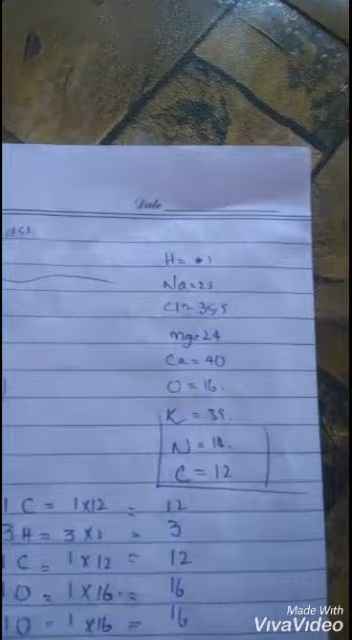 Date
H = 1
Na = 23
Cl = 35.5
Mg = 24
Ca = 40
O = 16.
K = 39.
N = 14.
C = 12
1 C = 1×12 = 12
3 H = 3×1 = 3
1 C = 1×12 = 12
1 O = 1×16 = 16
1 O = 1×16 = 16
Made With
VivaVideo